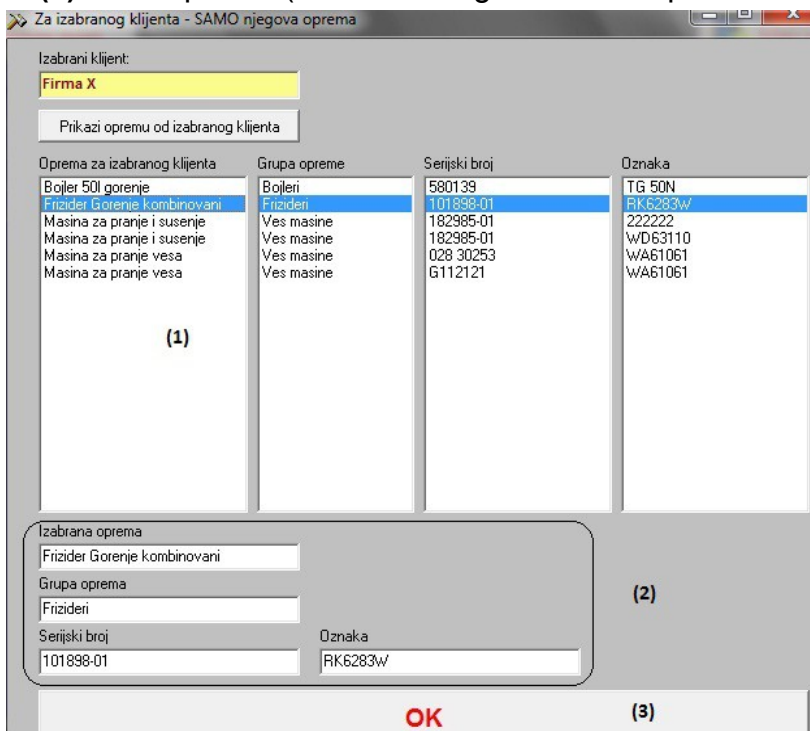 Za izabranog klijenta - SAMO njegova oprema
Izabrani klijent:
Firma X
Prikazi opremu od izabranog klijenta
Oprema za izabranog klijenta Grupa opreme Serijski broj Oznaka
Bojler 50l gorenje Bojleri 580139 TG 50N
Frizider Gorenje kombinovani Frizideri 101898-01 RK6283W
Masina za pranje i susenje Ves masine 182985-01 222222
Masina za pranje i susenje Ves masine 182985-01 WD63110
Masina za pranje vesa Ves masine 028 30253 WA61061
Masina za pranje vesa Ves masine G112121 WA61061
(1)
Izabrana oprema
Frizider Gorenje kombinovani
Grupa oprema
Frizideri
(2)
Serijski broj Oznaka
101898-01 RK6283W
OK (3)